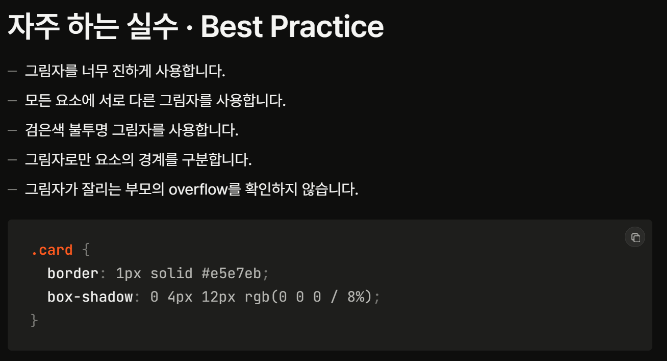 자주 하는 실수 · Best Practice
— 그림자를 너무 진하게 사용합니다.
— 모든 요소에 서로 다른 그림자를 사용합니다.
— 검은색 불투명 그림자를 사용합니다.
— 그림자로만 요소의 경계를 구분합니다.
— 그림자가 잘리는 부모의 overflow를 확인하지 않습니다.
.card {
  border: 1px solid #e5e7eb;
  box-shadow: 0 4px 12px rgb(0 0 0 / 8%);
}